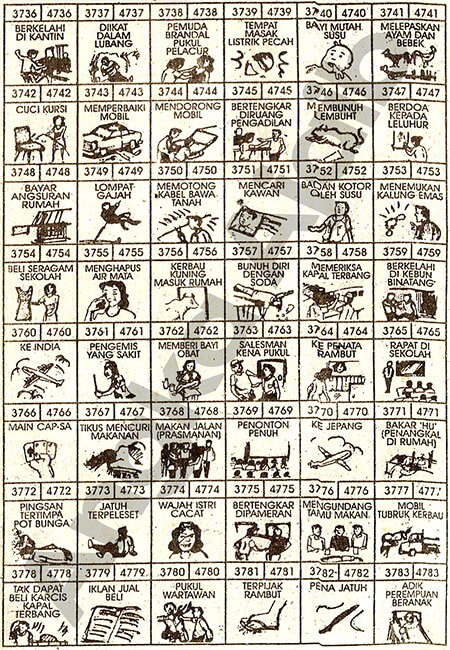 3736 4736
BERKELAHI
DI KANTIN
3737 4737
DIIKAT
DALAM
LUBANG
3738 4738
PEMUDA
BRANDAL
PUKUL
PELACUR
3739 4739
TEMPAT
MASAK
LISTRIK PECAH
3740 4740
BAYI MUTAH
SUSU
3741 4741
MELEPASKAN
AYAM DAN
BEBEK
3742 4742
CUCI KURSI
3743 4743
MEMPERBAIKI
MOBIL
3744 4744
MENDORONG
MOBIL
3745 4745
BERTENGKAR
DIRUANG
PENGADILAN
3746 4746
MEMBUNUH
LEMBUHT
3747 4747
BERDOA
KEPADA
LELUHUR
3748 4748
BAYAR
ANGSURAN
RUMAH
3749 4749
LOMPAT
GAJAH
3750 4750
MEMOTONG
KABEL BAWA
TANAH
3751 4751
MENCARI
KAWAN
3752 4752
BADAN KOTOR
OLEH SUSU
3753 4753
MENEMUKAN
KALUNG EMAS
3754 4754
BELI SERAGAM
SEKOLAH
3755 4755
MENGHAPUS
AIR MATA
3756 4756
KERBAU
KUNING
MASUK RUMAH
3757 4757
BUNUH DIRI
DENGAN
SODA
3758 4758
MEMERIKSA
KAPAL TERBANG
3759 4759
BERKELAHI
DI KEBUN
BINATANG
3760 4760
KE INDIA
3761 4761
PENGEMIS
YANG SAKIT
3762 4762
MEMBERI BAYI
OBAT
3763 4763
SALESMAN
KENA PUKUL
3764 4764
KE PENATA
RAMBUT
3765 4765
RAPAT DI
SEKOLAH
3766 4766
MAIN CAP-SA
3767 4767
TIKUS MENCURI
MAKANAN
3768 4768
MAKAN JALAN
(PRASMANAN)
3769 4769
PENONTON
PENUH
3770 4770
KE JEPANG
3771 4771
BAKAR "HU"
(PENANGKAL
DI RUMAH)
3772 4772
PINGSAN
TERTIMPA
POT BUNGA
3773 4773
JATUH
TERPELESET
3774 4774
WAJAH ISTRI
CACAT
3775 4775
BERTENGKAR
DIPAMERAN
3776 4776
MENGUNDANG
TAMU MAKAN
3777 4777
MOBIL
TUBRUK KERBAU
3778 4778
TAK DAPAT
BELI KARCIS
KAPAL
TERBANG
3779 4779
IKLAN JUAL
BELI
3780 4780
PUKUL
WARTAWAN
3781 4781
TERPIJAK
RAMBUT
3782 4782
PENA JATUH
3783 4783
ADIK
PEREMPUAN
BERANAK